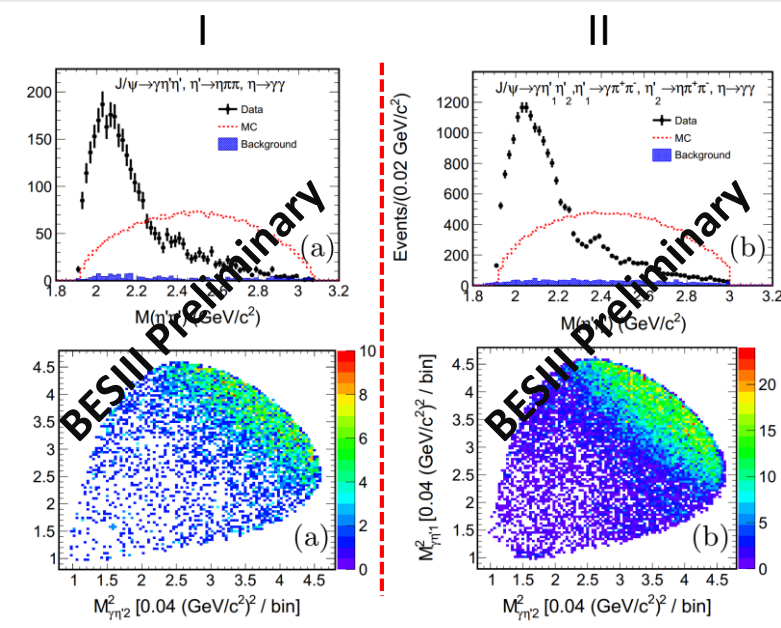 I
II
J/ψ→γη'η', η'→ηππ, η→γγ
Data
MC
Background
200
150
100
50
0
1.8 2 2.2 2.4 2.6 2.8 3 3.2
(a)
M(η'η') (GeV/c²)
J/ψ→γη'₁η'₂, η'₁→γπ⁺π⁻, η'₂→ηπ⁺π⁻, η→γγ
Data
MC
Background
Events/(0.02 GeV/c²)
1200
1000
800
600
400
200
0
1.8 2 2.2 2.4 2.6 2.8 3 3.2
(b)
M(η'η') (GeV/c²)
BESIII Preliminary
BESIII Preliminary
4.5
4
3.5
3
2.5
2
1.5
1
1 1.5 2 2.5 3 3.5 4 4.5
10
8
6
4
2
0
(a)
M²γη'2 [0.04 (GeV/c²)² / bin]
M²γη'1 [0.04 (GeV/c²)² / bin]
4.5
4
3.5
3
2.5
2
1.5
1
1 1.5 2 2.5 3 3.5 4 4.5
20
15
10
5
0
(b)
M²γη'2 [0.04 (GeV/c²)² / bin]